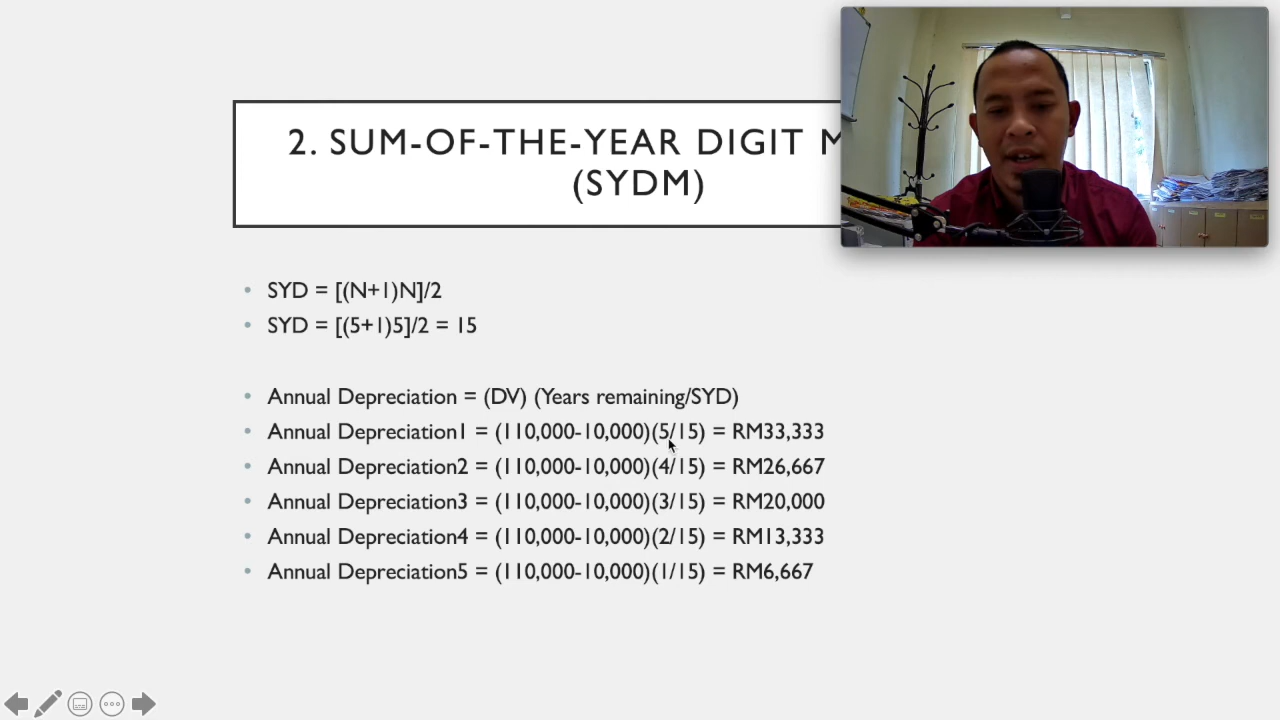 2. SUM-OF-THE-YEAR DIGIT
(SYDM)
• SYD = [(N+1)N]/2
• SYD = [(5+1)5]/2 = 15
• Annual Depreciation = (DV) (Years remaining/SYD)
• Annual Depreciation1 = (110,000-10,000)(5/15) = RM33,333
• Annual Depreciation2 = (110,000-10,000)(4/15) = RM26,667
• Annual Depreciation3 = (110,000-10,000)(3/15) = RM20,000
• Annual Depreciation4 = (110,000-10,000)(2/15) = RM13,333
• Annual Depreciation5 = (110,000-10,000)(1/15) = RM6,667